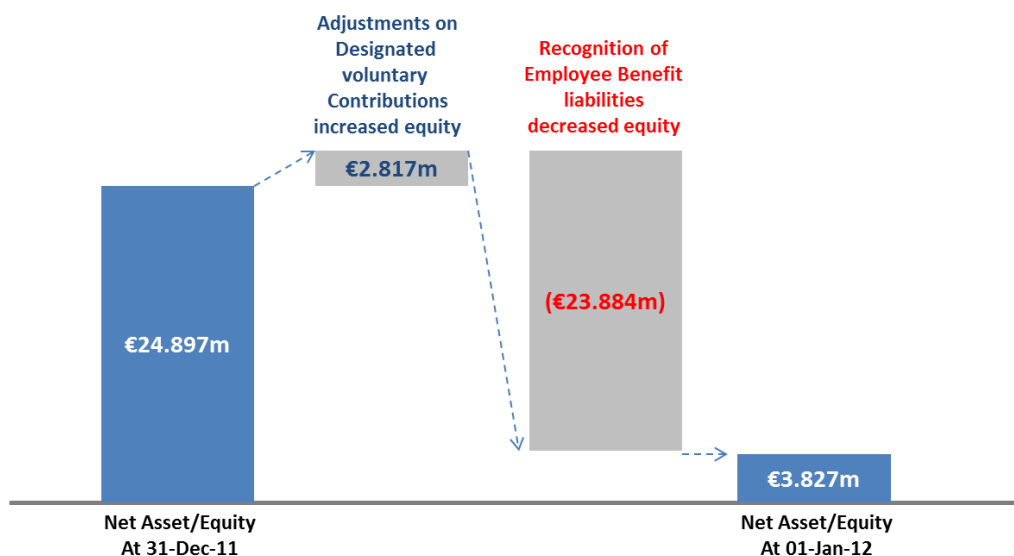 Adjustments on
Designated
voluntary
Contributions
increased equity
€2.817m
Recognition of
Employee Benefit
liabilities
decreased equity
(€23.884m)
€24.897m
€3.827m
Net Asset/Equity
At 31-Dec-11
Net Asset/Equity
At 01-Jan-12